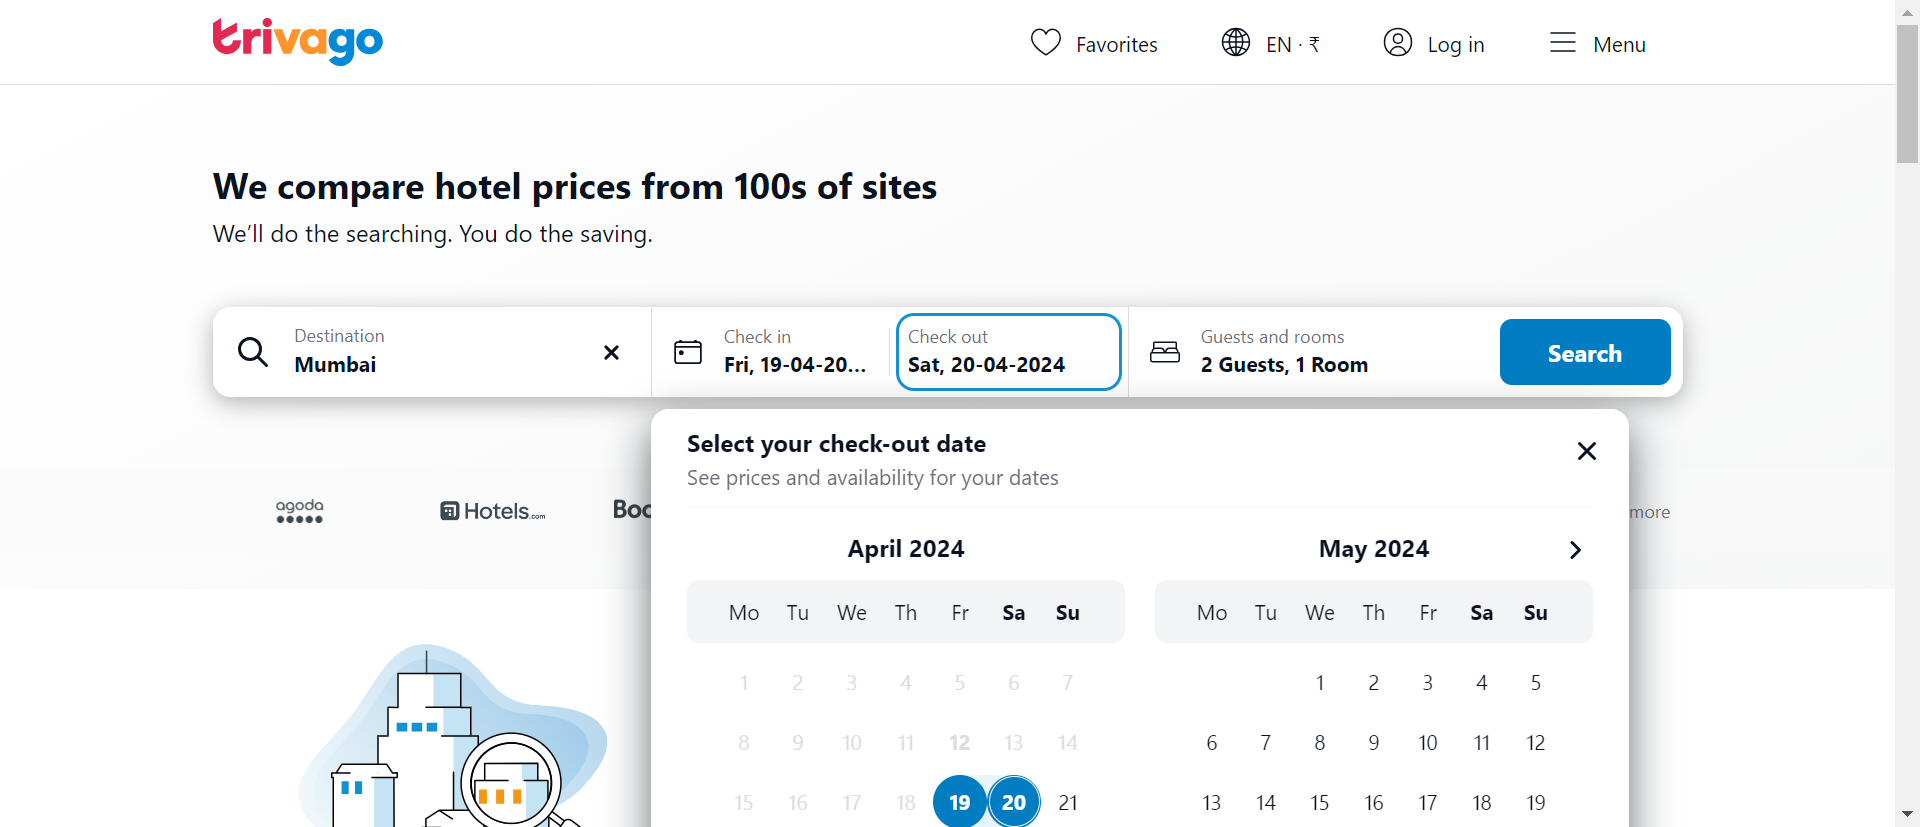 trivago
Favorites
EN · ₹
Log in
Menu
We compare hotel prices from 100s of sites
We'll do the searching. You do the saving.
Destination
Mumbai
Check in
Fri, 19-04-20...
Check out
Sat, 20-04-2024
Guests and rooms
2 Guests, 1 Room
Search
Select your check-out date
See prices and availability for your dates
agoda
Hotels.com
Boo
more
April 2024
May 2024
Mo Tu We Th Fr Sa Su
Mo Tu We Th Fr Sa Su
1 2 3 4 5 6 7
1 2 3 4 5
8 9 10 11 12 13 14
6 7 8 9 10 11 12
15 16 17 18 19 20 21
13 14 15 16 17 18 19